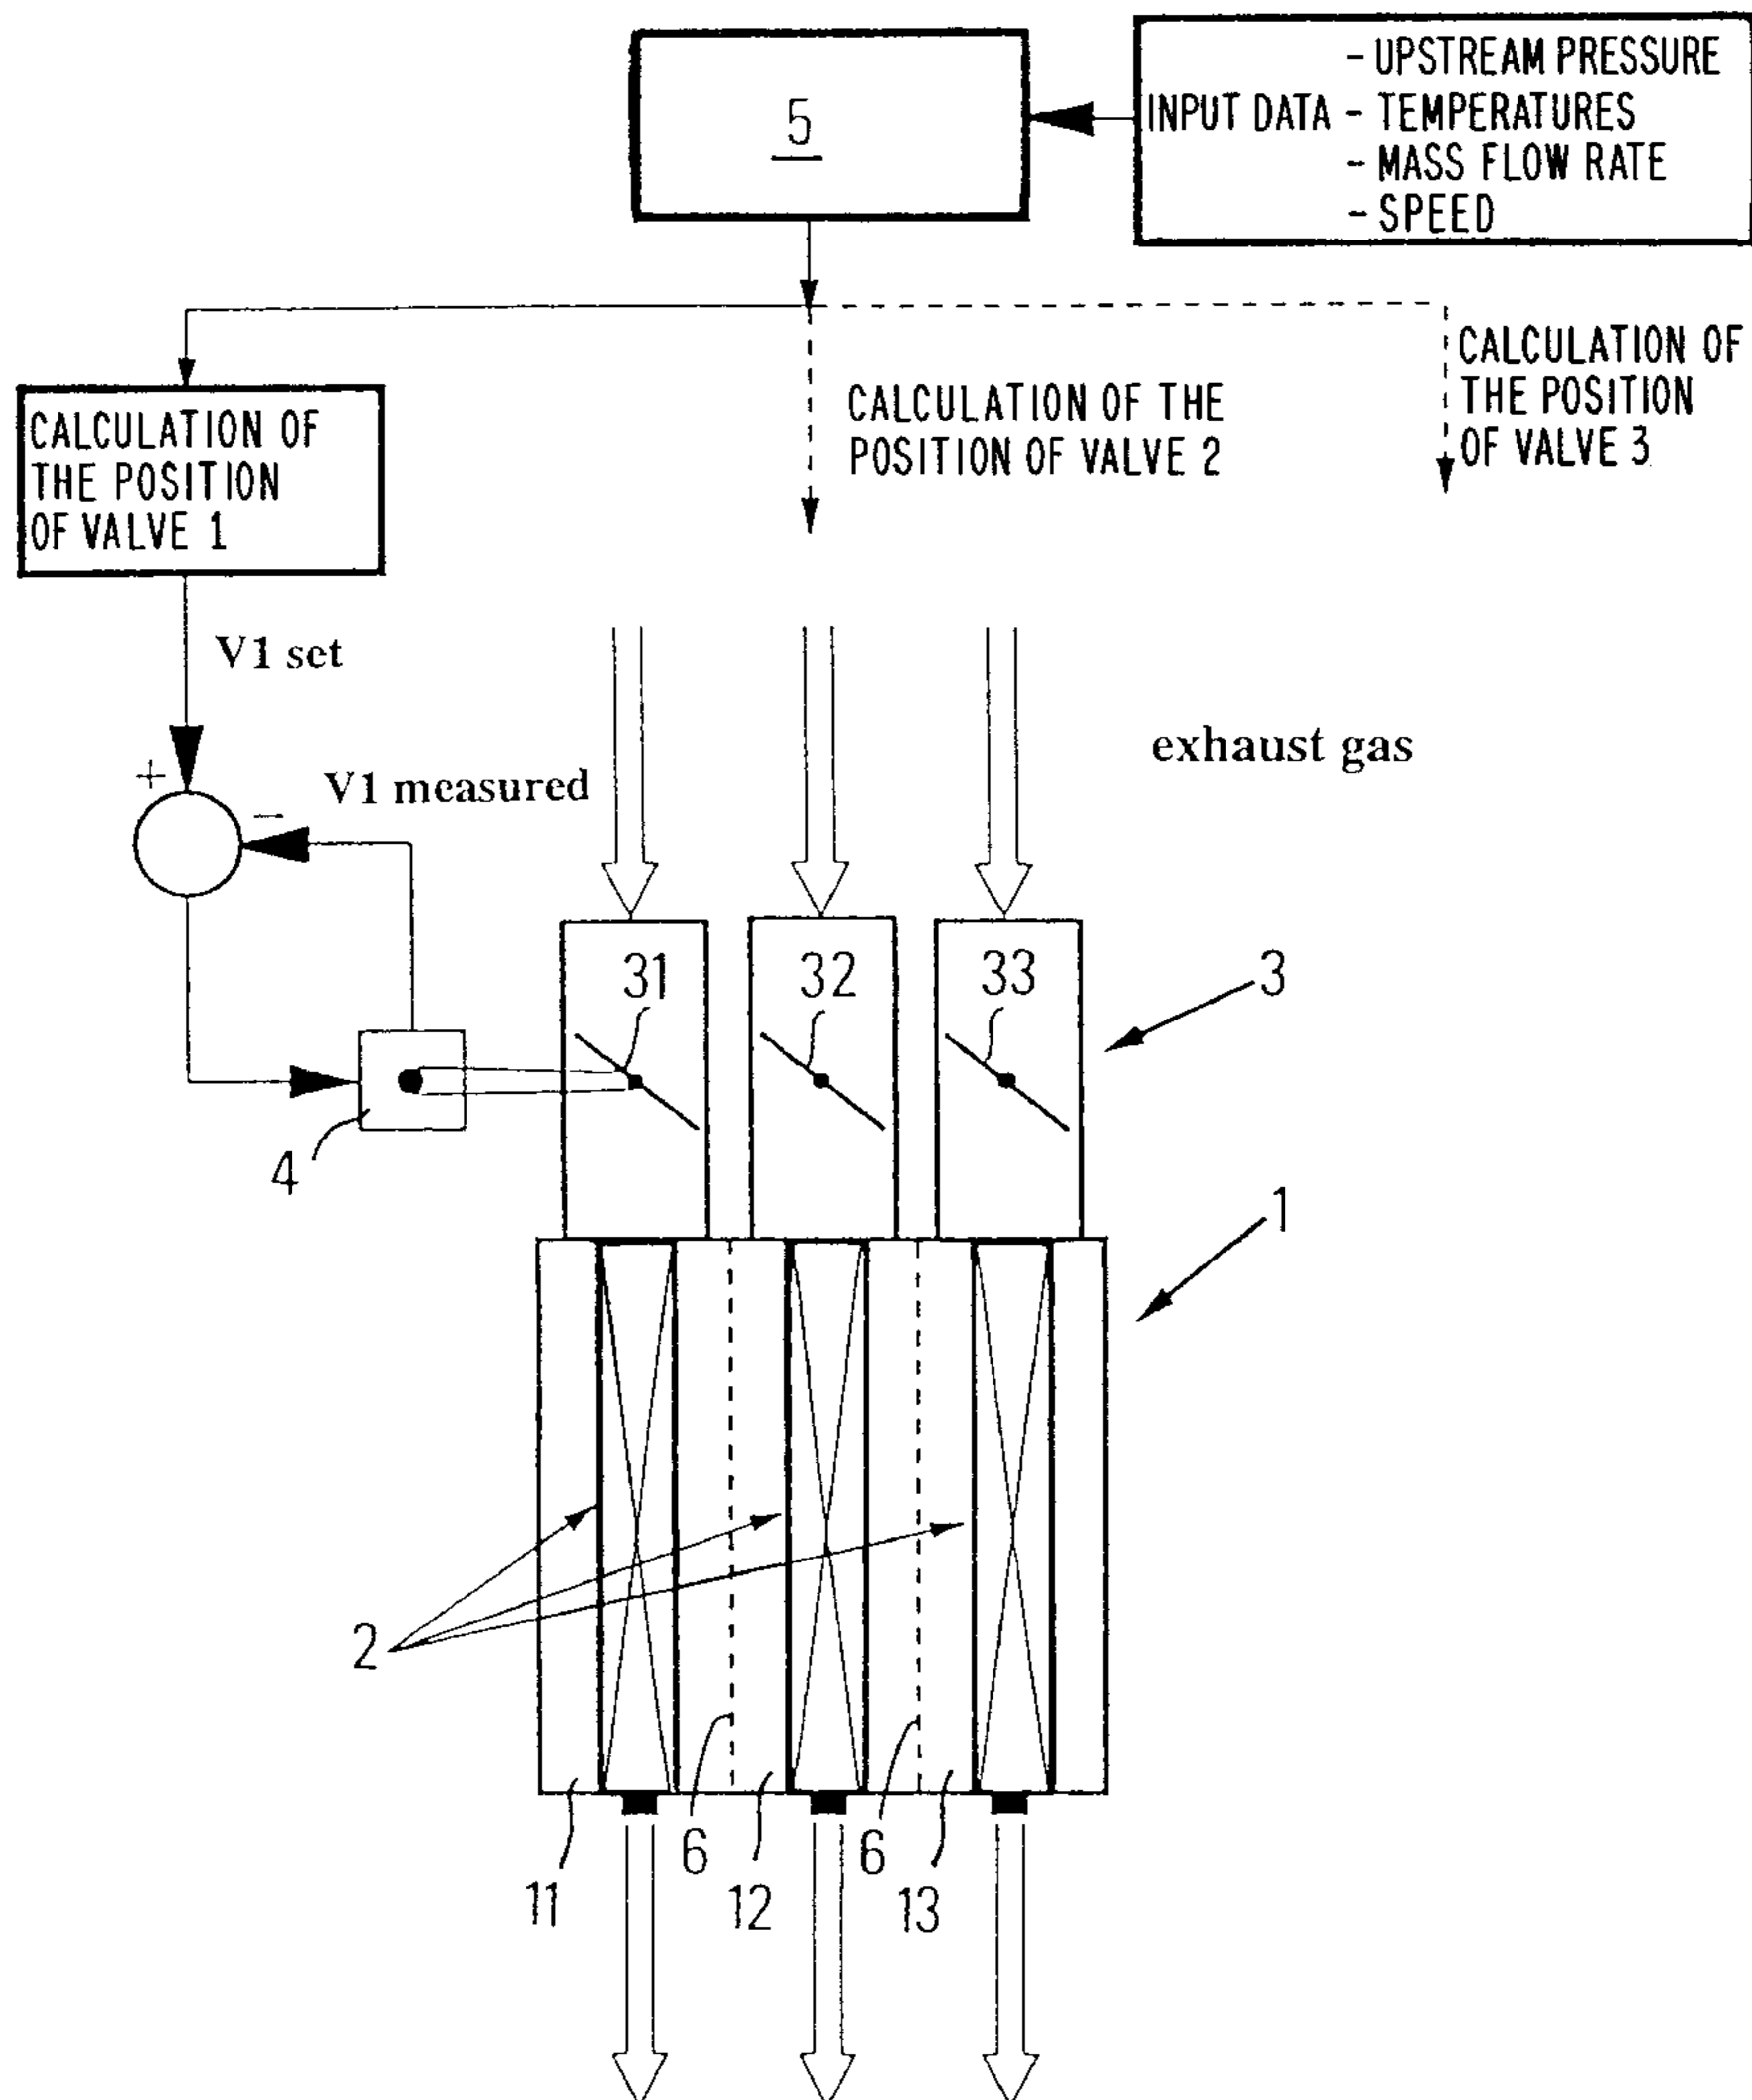 5
- UPSTREAM PRESSURE
INPUT DATA - TEMPERATURES
- MASS FLOW RATE
- SPEED
CALCULATION OF
THE POSITION
OF VALVE 1
CALCULATION OF THE
POSITION OF VALVE 2
CALCULATION OF
THE POSITION
OF VALVE 3
V1 set
+
V1 measured
-
exhaust gas
31
32
33
3
4
1
2
6
6
11
12
13